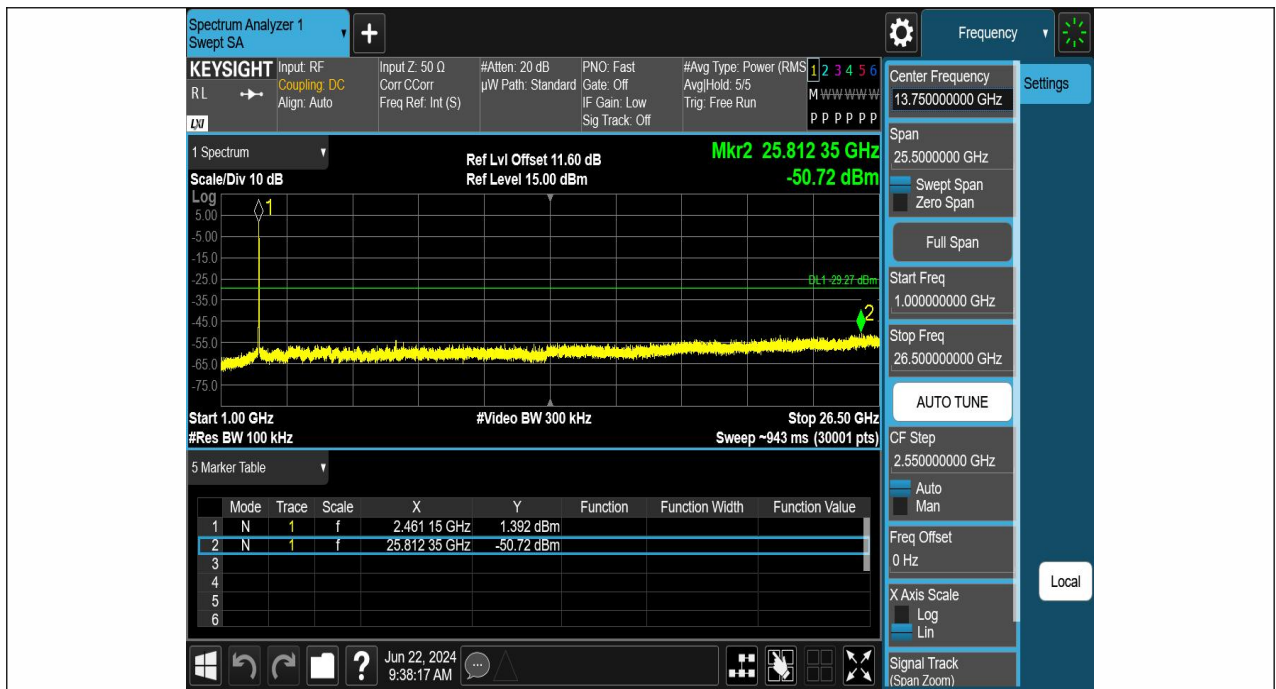 Spectrum Analyzer 1
Swept SA
+
Frequency
KEYSIGHT
RL
LXI
Input: RF
Coupling: DC
Align: Auto
Input Z: 50 Ω
Corr CCorr
Freq Ref: Int (S)
#Atten: 20 dB
µW Path: Standard
PNO: Fast
Gate: Off
IF Gain: Low
Sig Track: Off
#Avg Type: Power (RMS
Avg|Hold: 5/5
Trig: Free Run
1 2 3 4 5 6
M W W W W W
P P P P P P
Center Frequency
13.750000000 GHz
Settings
Span
25.5000000 GHz
Swept Span
Zero Span
Full Span
Start Freq
1.000000000 GHz
Stop Freq
26.500000000 GHz
AUTO TUNE
CF Step
2.550000000 GHz
Auto
Man
Freq Offset
0 Hz
X Axis Scale
Log
Lin
Signal Track
(Span Zoom)
Local
1 Spectrum
Scale/Div 10 dB
Ref Lvl Offset 11.60 dB
Ref Level 15.00 dBm
Mkr2 25.812 35 GHz
-50.72 dBm
Log
5.00
-5.00
-15.0
-25.0
-35.0
-45.0
-55.0
-65.0
-75.0
1
DL1 -29.27 dBm
2
Start 1.00 GHz
#Video BW 300 kHz
Stop 26.50 GHz
#Res BW 100 kHz
Sweep ~943 ms (30001 pts)
5 Marker Table
Mode Trace Scale X Y Function Function Width Function Value
1 N 1 f 2.461 15 GHz 1.392 dBm
2 N 1 f 25.812 35 GHz -50.72 dBm
3
4
5
6
?
Jun 22, 2024
9:38:17 AM